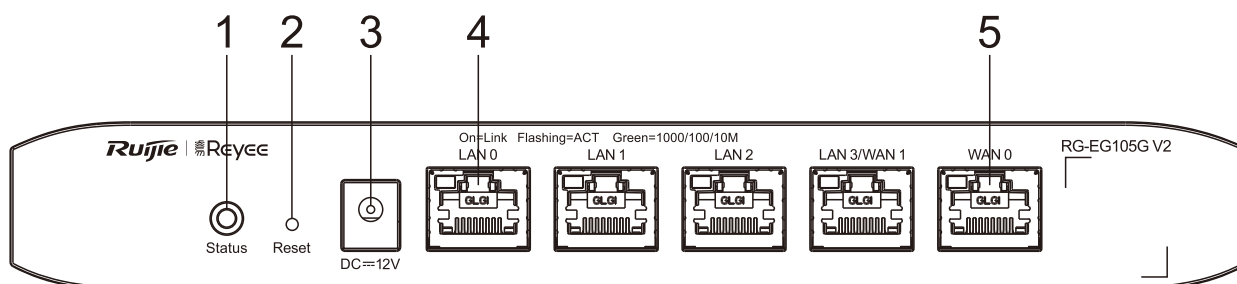 1 2 3 4 5
On=Link Flashing=ACT Green=1000/100/10M
Ruijie Reyee LAN 0 LAN 1 LAN 2 LAN 3/WAN 1 WAN 0 RG-EG105G V2
GLGI GLGI GLGI GLGI GLGI
Status Reset
DC⎓12V